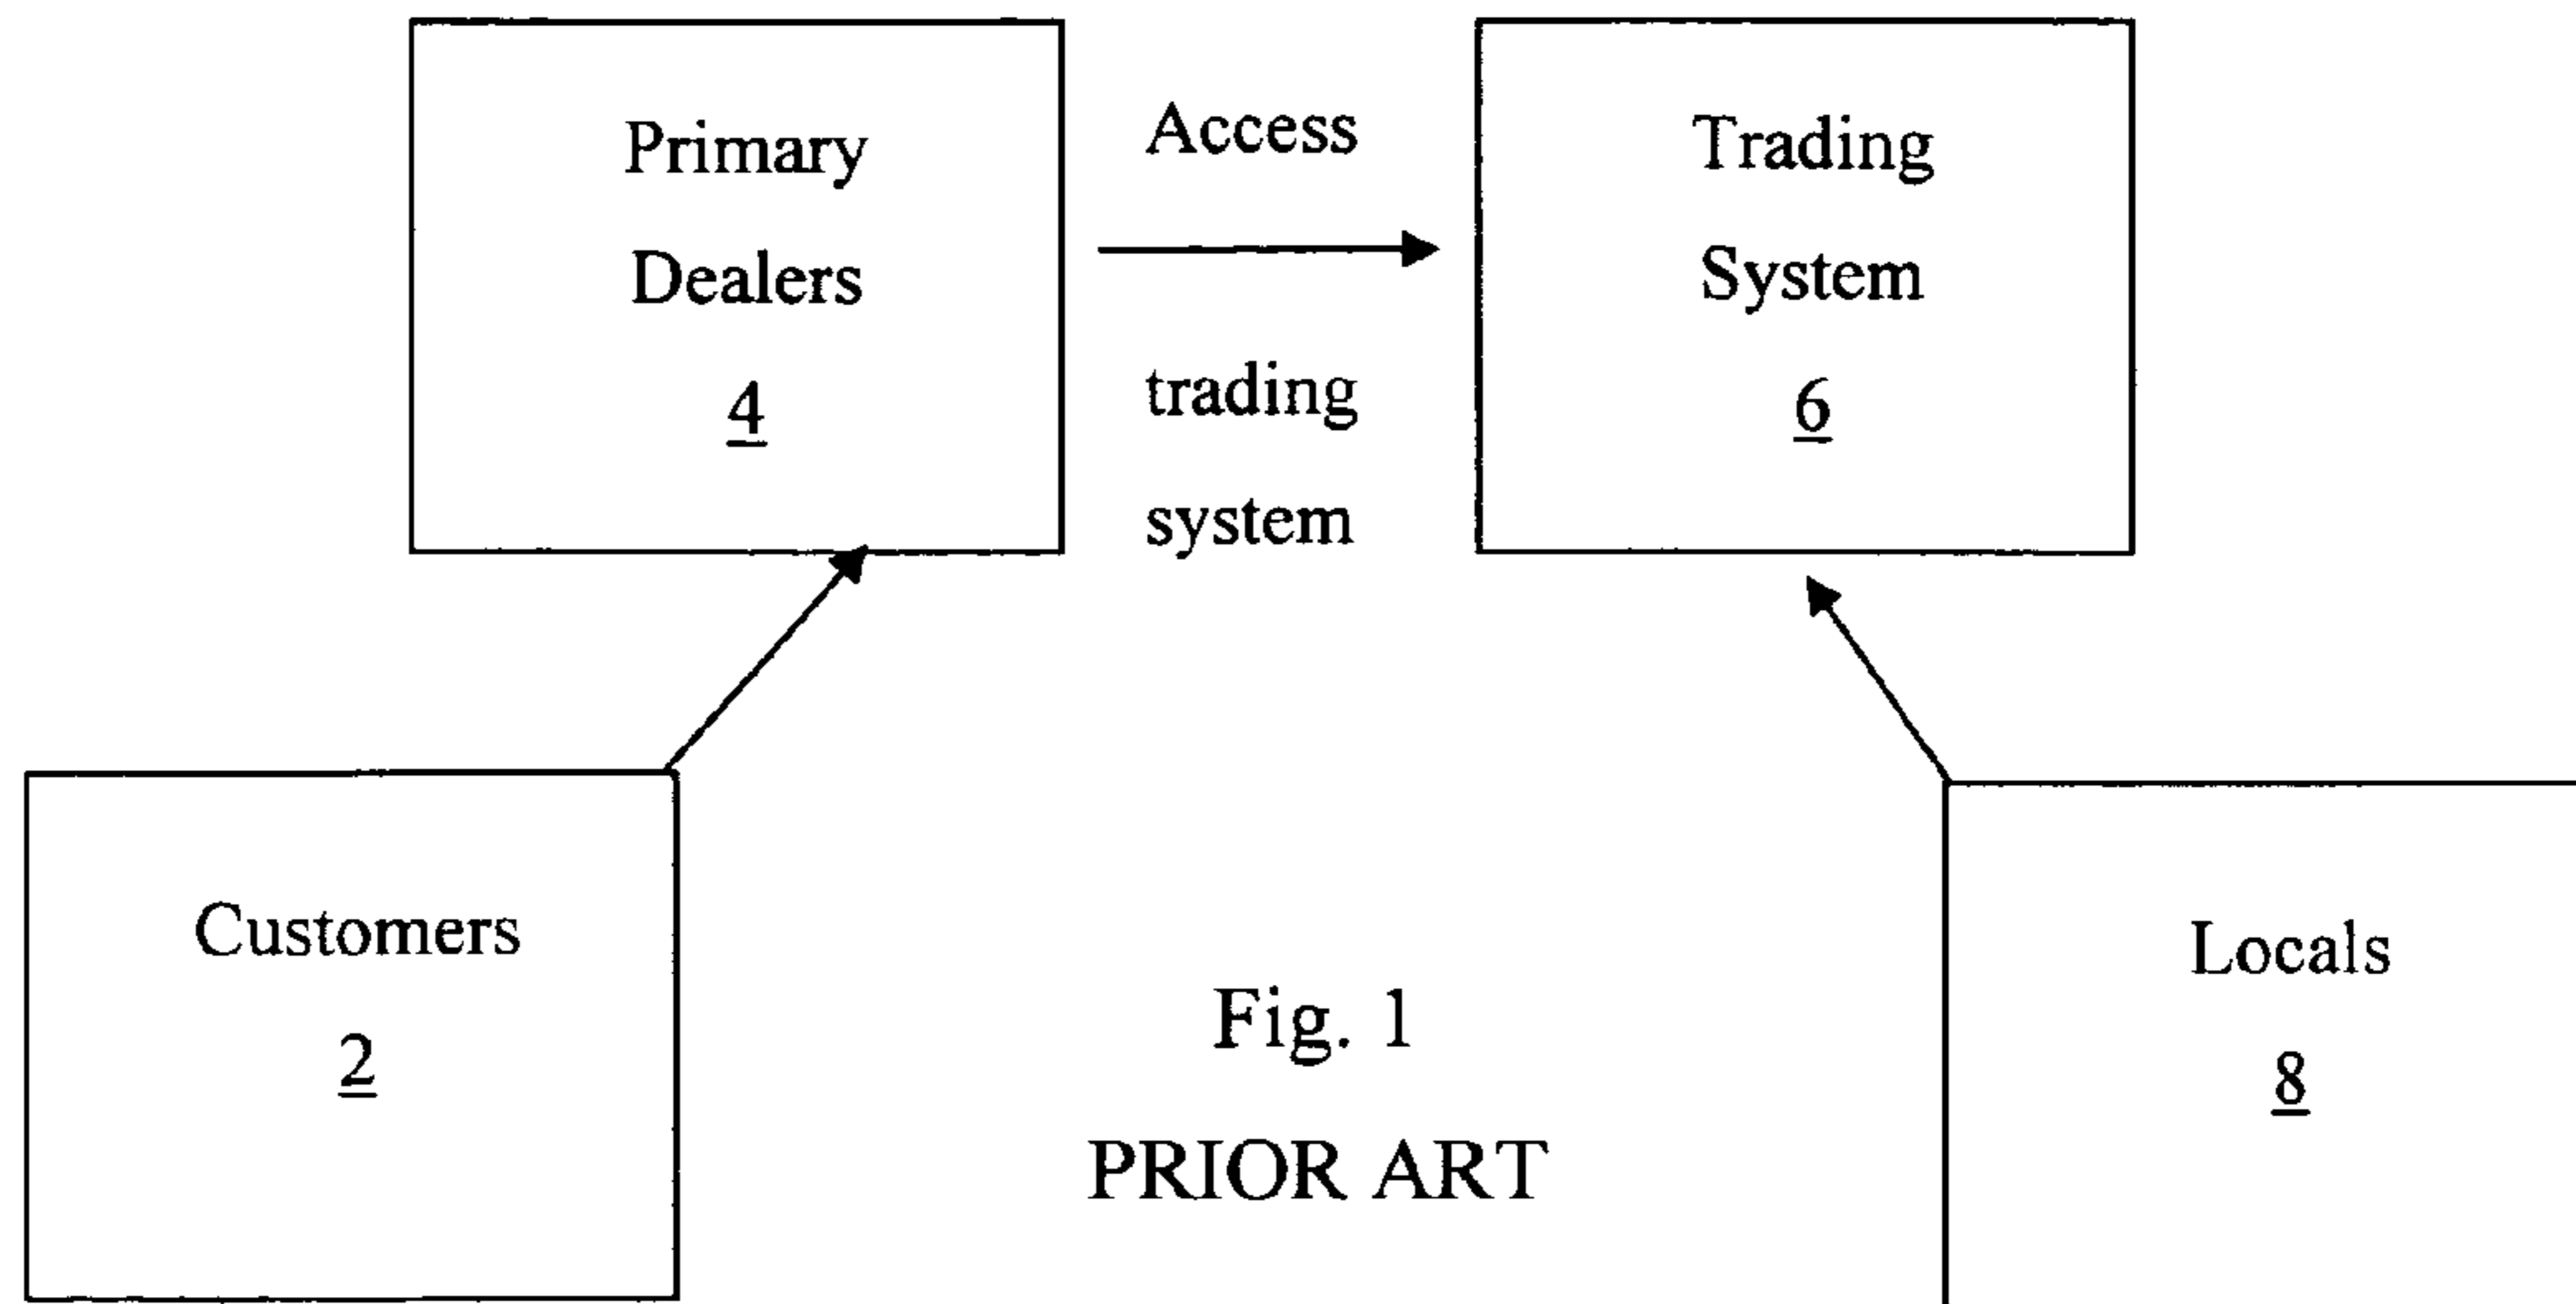 Primary
Dealers
4
Access
trading
system
Trading
System
6
Customers
2
Locals
8
Fig. 1
PRIOR ART